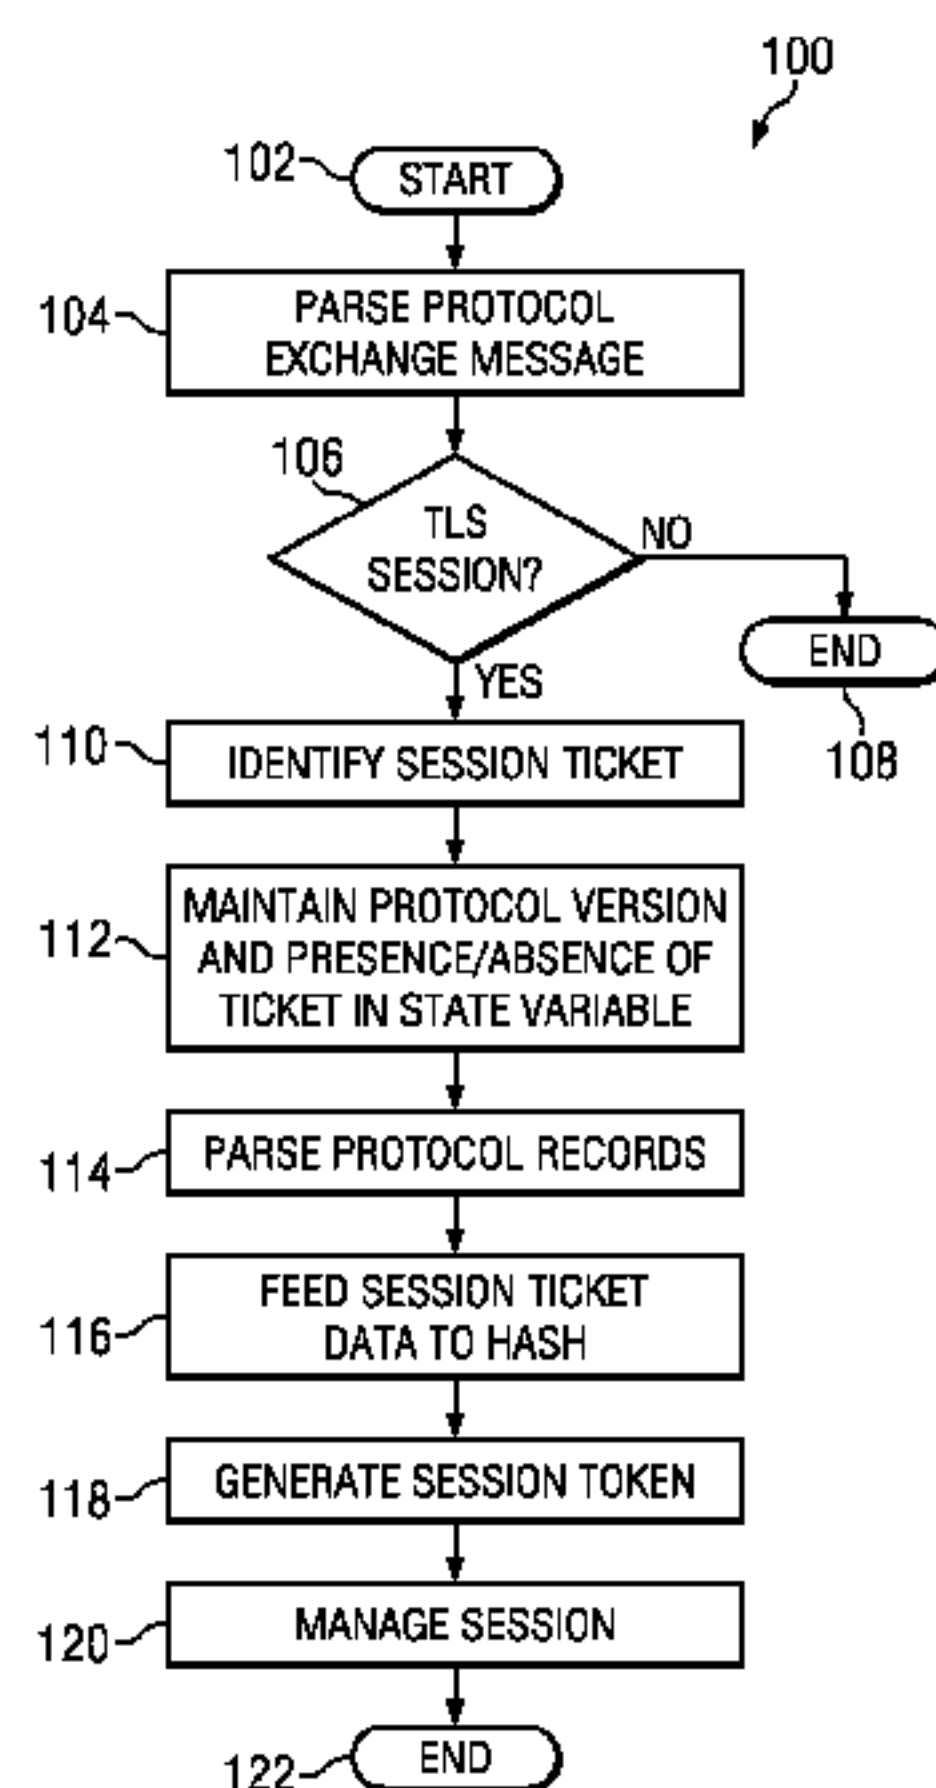 100
102
START
104
PARSE PROTOCOL
EXCHANGE MESSAGE
106
TLS
SESSION?
NO
END
108
YES
110
IDENTIFY SESSION TICKET
112
MAINTAIN PROTOCOL VERSION
AND PRESENCE/ABSENCE OF
TICKET IN STATE VARIABLE
114
PARSE PROTOCOL RECORDS
116
FEED SESSION TICKET
DATA TO HASH
118
GENERATE SESSION TOKEN
120
MANAGE SESSION
122
END